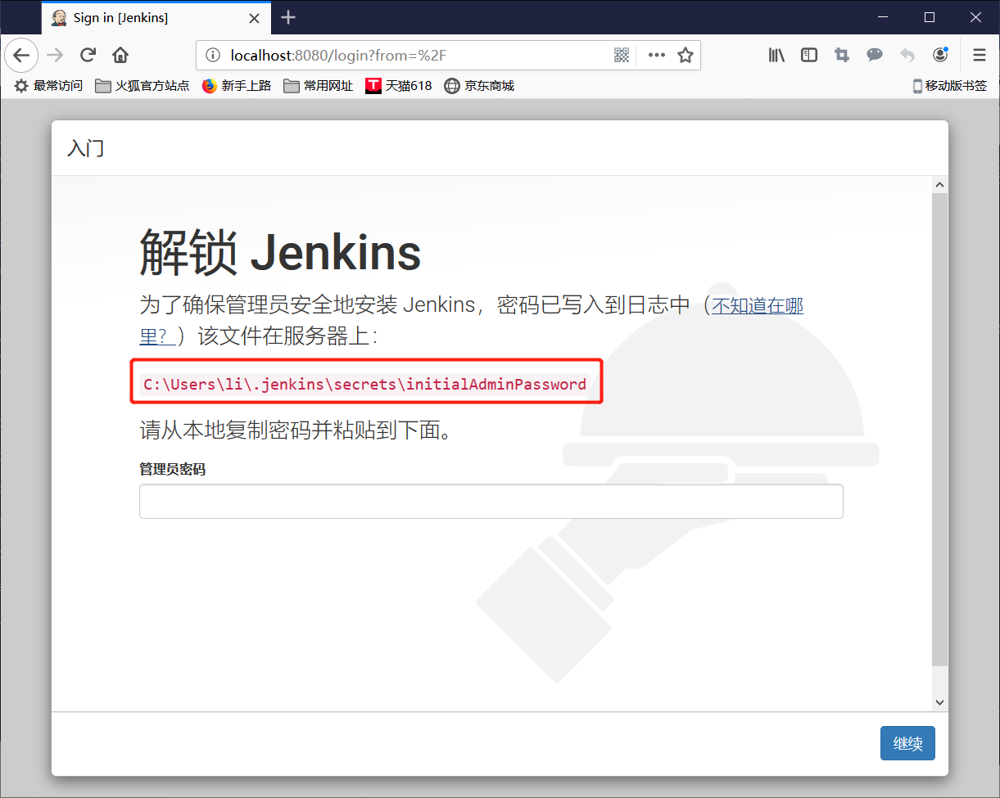 Sign in [Jenkins]
localhost:8080/login?from=%2F
最常访问 火狐官方站点 新手上路 常用网址 T 天猫618 京东商城 移动版书签
入门
解锁 Jenkins
为了确保管理员安全地安装 Jenkins，密码已写入到日志中（不知道在哪
里？）该文件在服务器上：
C:\Users\li\.jenkins\secrets\initialAdminPassword
请从本地复制密码并粘贴到下面。
管理员密码
继续